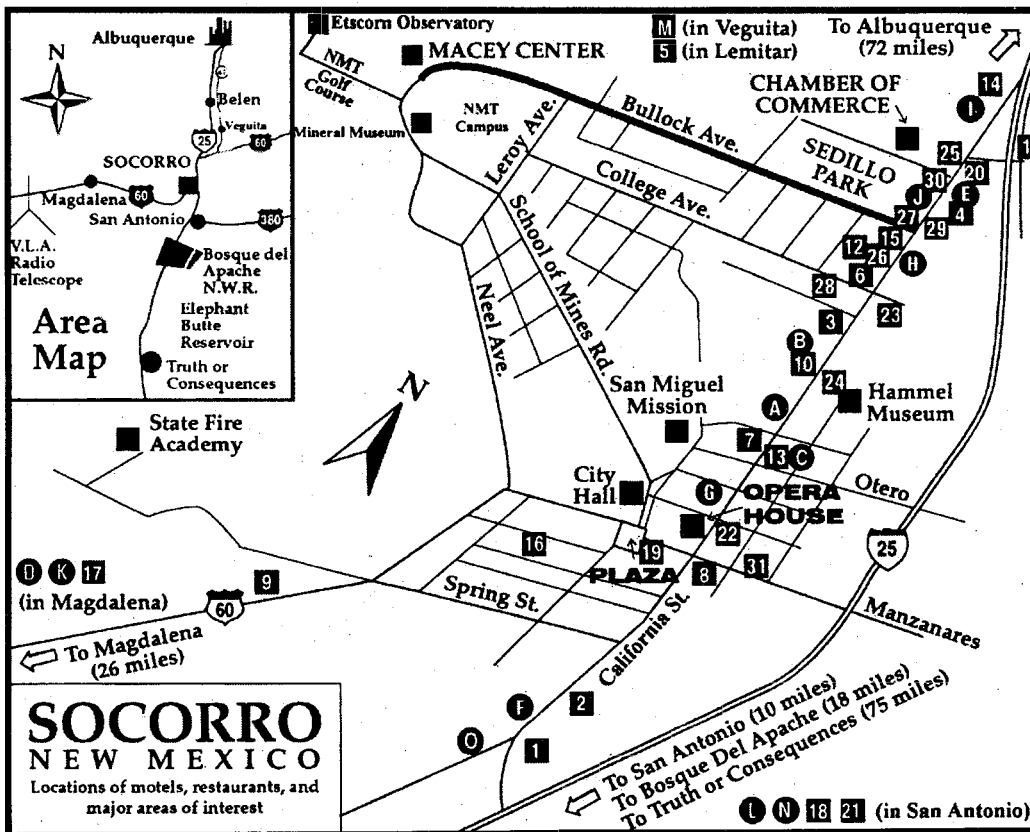 N
Albuquerque
Belen
Veguita
25
60
SOCORRO
Magdalena
60
San Antonio
380
V.L.A.
Radio
Telescope
Bosque del
Apache
N.W.R.
Elephant
Butte
Reservoir
Area
Map
Truth or
Consequences
Etscorn Observatory
MACEY CENTER
NMT
Golf
Course
NMT
Campus
Mineral Museum
M (in Veguita)
5 (in Lemitar)
To Albuquerque
(72 miles)
14
I
CHAMBER OF
COMMERCE
Bullock Ave.
Leroy Ave.
College Ave.
SEDILLO
PARK
25
1
20
30
J
E
27
4
29
15
12
26
H
6
28
23
3
School of Mines Rd.
Neel Ave.
B
10
24
Hammel
Museum
San Miguel
Mission
A
7
13
C
N
State Fire
Academy
City
Hall
G
OPERA
HOUSE
Otero
22
25
16
19
PLAZA
8
31
Manzanares
D K 17
(in Magdalena)
9
60
Spring St.
California St.
To Magdalena
(26 miles)
F
2
O
1
To San Antonio (10 miles)
To Bosque Del Apache (18 miles)
To Truth or Consequences (75 miles)
SOCORRO
NEW MEXICO
Locations of motels, restaurants, and
major areas of interest
L N 18 21 (in San Antonio)